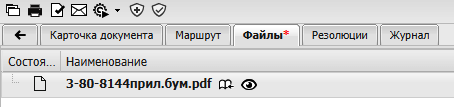 Карточка документа Маршрут Файлы* Резолюции Журнал
Состоя... Наименование
3-80-8144прил.бум.pdf